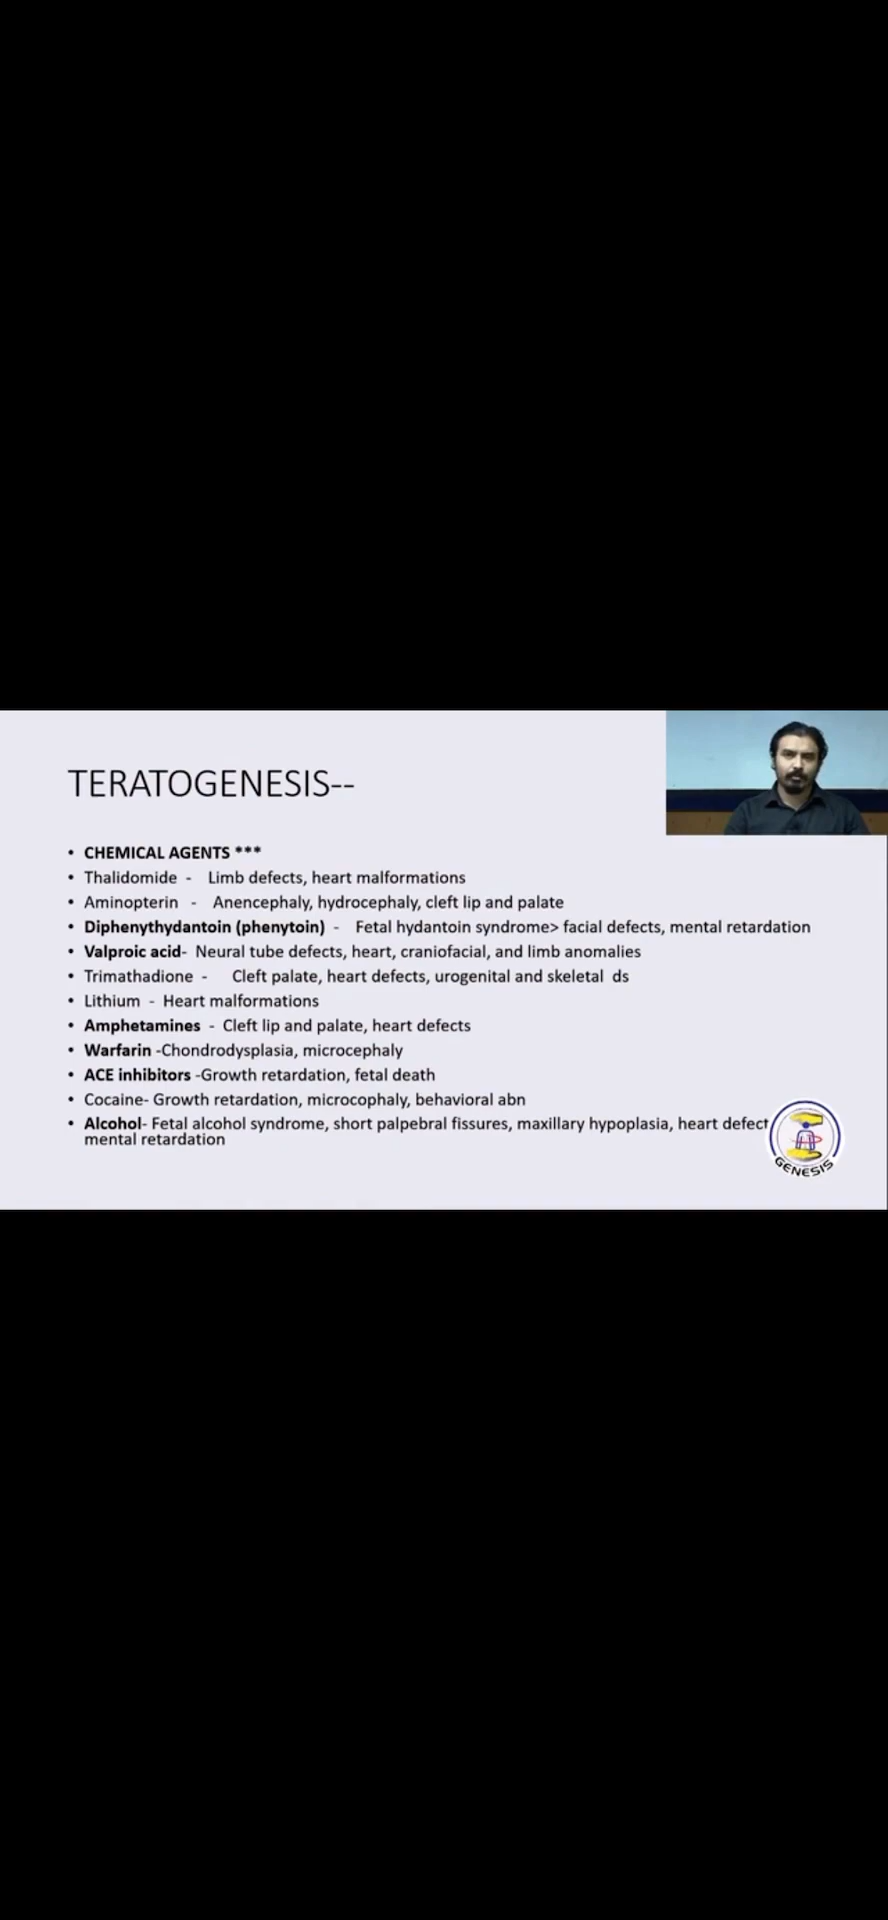 TERATOGENESIS--
• CHEMICAL AGENTS ***
• Thalidomide - Limb defects, heart malformations
• Aminopterin - Anencephaly, hydrocephaly, cleft lip and palate
• Diphenythydantoin (phenytoin) - Fetal hydantoin syndrome> facial defects, mental retardation
• Valproic acid- Neural tube defects, heart, craniofacial, and limb anomalies
• Trimathadione - Cleft palate, heart defects, urogenital and skeletal ds
• Lithium - Heart malformations
• Amphetamines - Cleft lip and palate, heart defects
• Warfarin -Chondrodysplasia, microcephaly
• ACE inhibitors -Growth retardation, fetal death
• Cocaine- Growth retardation, microcophaly, behavioral abn
• Alcohol- Fetal alcohol syndrome, short palpebral fissures, maxillary hypoplasia, heart defect
mental retardation
GENESIS